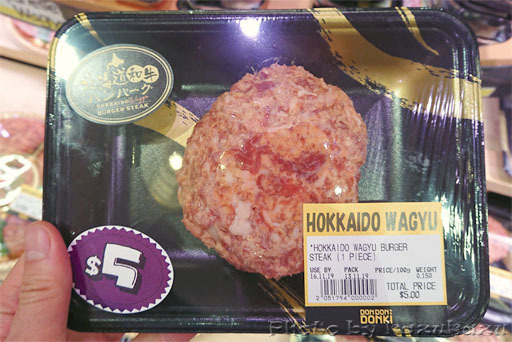 北海道和牛
バーグ
HOKKAIDO
BURGER STEAK
$5
HOKKAIDO WAGYU
*HOKKAIDO WAGYU BURGER
STEAK (1 PIECE)
USE BY PACK PRICE/100g WEIGHT
16.11.19 13.11.19 0.150
TOTAL PRICE
2051794000002 $5.00
DON DON
DONKI
Photo by